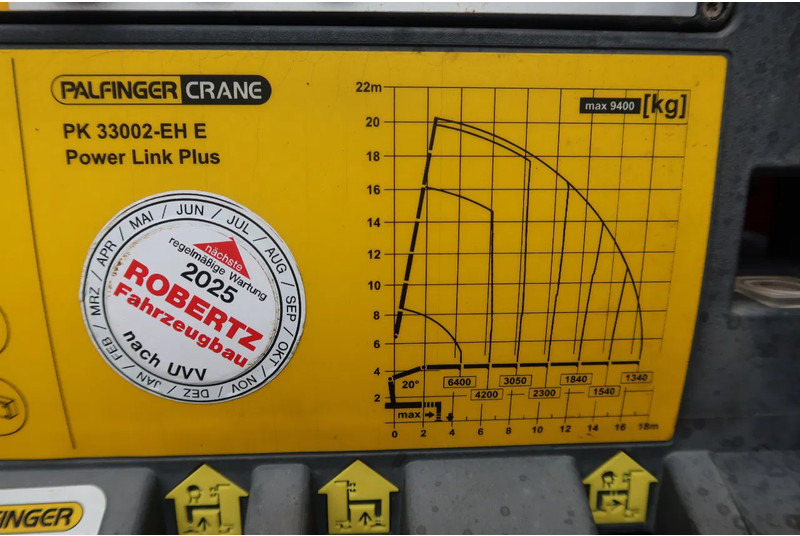 PALFINGER CRANE
PK 33002-EH E
Power Link Plus
MRZ / APR / MAI / JUN / JUL / AUG / SEP / OKT / NOV / DEZ / JAN / FEB /
nächste
regelmäßige Wartung
2025
ROBERTZ
Fahrzeugbau
nach UVV
22m
max 9400 [kg]
20
18
16
14
12
10
8
6
4
2
20°
6400 3050 1840 1340
4200 2300 1540
max
0 2 4 6 8 10 12 14 16 18m
FINGER